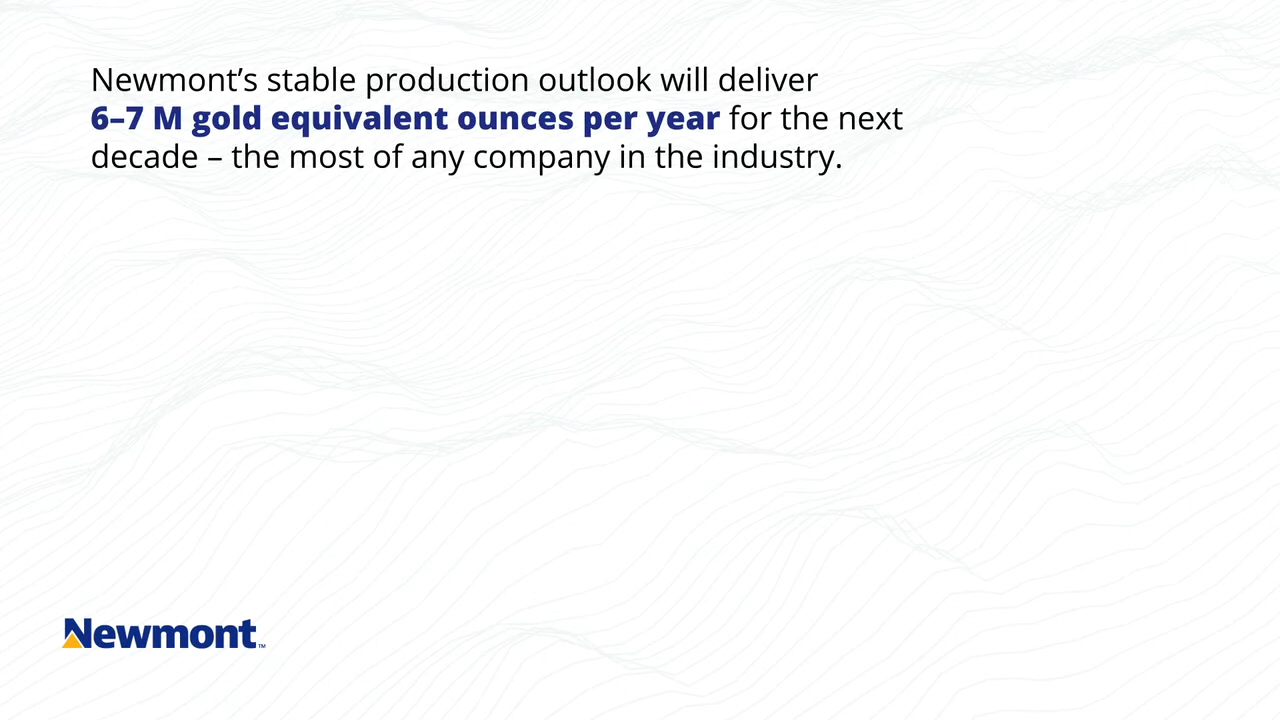 Newmont’s stable production outlook will deliver
6–7 M gold equivalent ounces per year for the next
decade – the most of any company in the industry.
Newmont™